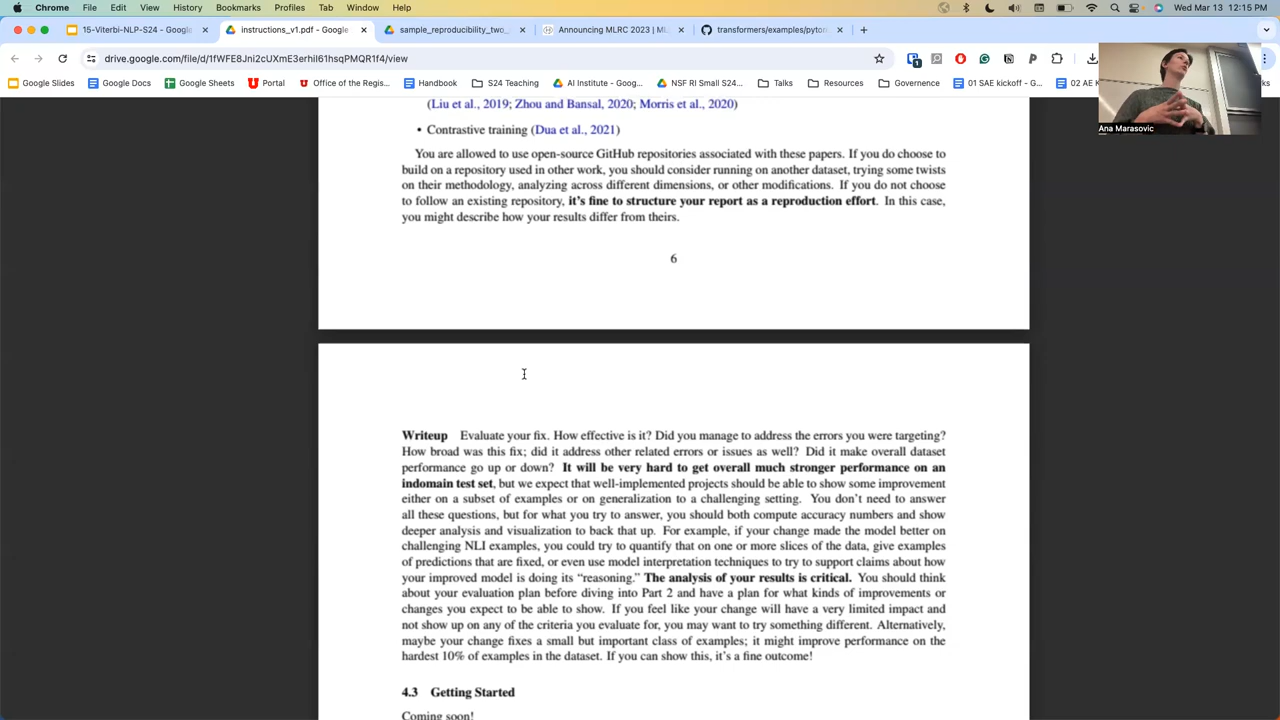 Chrome File Edit View History Bookmarks Profiles Tab Window Help Wed Mar 13 12:15 PM
15-Viterbi-NLP-S24 - Google instructions_v1.pdf - Google sample_reproducibility_two_ Announcing MLRC 2023 | ML transformers/examples/pytor
drive.google.com/file/d/1fWFE8Jni2cUXmE3erhiI61hsqPMQR1f4/view
Google Slides Google Docs Google Sheets Portal Office of the Regis... Handbook S24 Teaching AI Institute - Goog... NSF RI Small S24... Talks Resources Governence 01 SAE kickoff - G... 02 AE K
Ana Marasovic
(Liu et al., 2019; Zhou and Bansal, 2020; Morris et al., 2020)
• Contrastive training (Dua et al., 2021)
You are allowed to use open-source GitHub repositories associated with these papers. If you do choose to
build on a repository used in other work, you should consider running on another dataset, trying some twists
on their methodology, analyzing across different dimensions, or other modifications. If you do not choose
to follow an existing repository, it's fine to structure your report as a reproduction effort. In this case,
you might describe how your results differ from theirs.
6
Writeup Evaluate your fix. How effective is it? Did you manage to address the errors you were targeting?
How broad was this fix; did it address other related errors or issues as well? Did it make overall dataset
performance go up or down? It will be very hard to get overall much stronger performance on an
indomain test set, but we expect that well-implemented projects should be able to show some improvement
either on a subset of examples or on generalization to a challenging setting. You don't need to answer
all these questions, but for what you try to answer, you should both compute accuracy numbers and show
deeper analysis and visualization to back that up. For example, if your change made the model better on
challenging NLI examples, you could try to quantify that on one or more slices of the data, give examples
of predictions that are fixed, or even use model interpretation techniques to try to support claims about how
your improved model is doing its “reasoning.” The analysis of your results is critical. You should think
about your evaluation plan before diving into Part 2 and have a plan for what kinds of improvements or
changes you expect to be able to show. If you feel like your change will have a very limited impact and
not show up on any of the criteria you evaluate for, you may want to try something different. Alternatively,
maybe your change fixes a small but important class of examples; it might improve performance on the
hardest 10% of examples in the dataset. If you can show this, it's a fine outcome!
4.3 Getting Started
Coming soon!